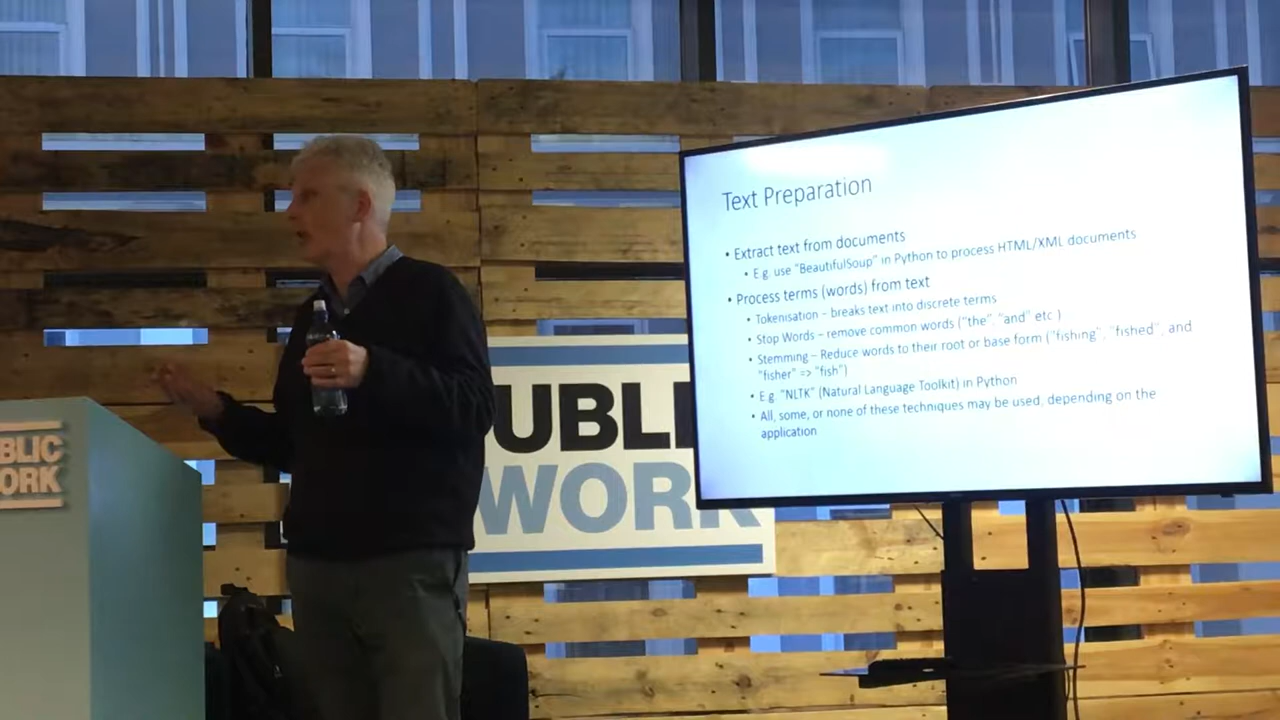 Text Preparation
• Extract text from documents
• E.g. use "BeautifulSoup" in Python to process HTML/XML documents
• Process terms (words) from text
• Tokenisation – breaks text into discrete terms
• Stop Words – remove common words ("the", "and" etc )
• Stemming – Reduce words to their root or base form ("fishing", "fished", and
"fisher" => "fish")
• E.g. "NLTK" (Natural Language Toolkit) in Python
• All, some, or none of these techniques may be used, depending on the
application
UBLI
WORK
BLIC
ORK